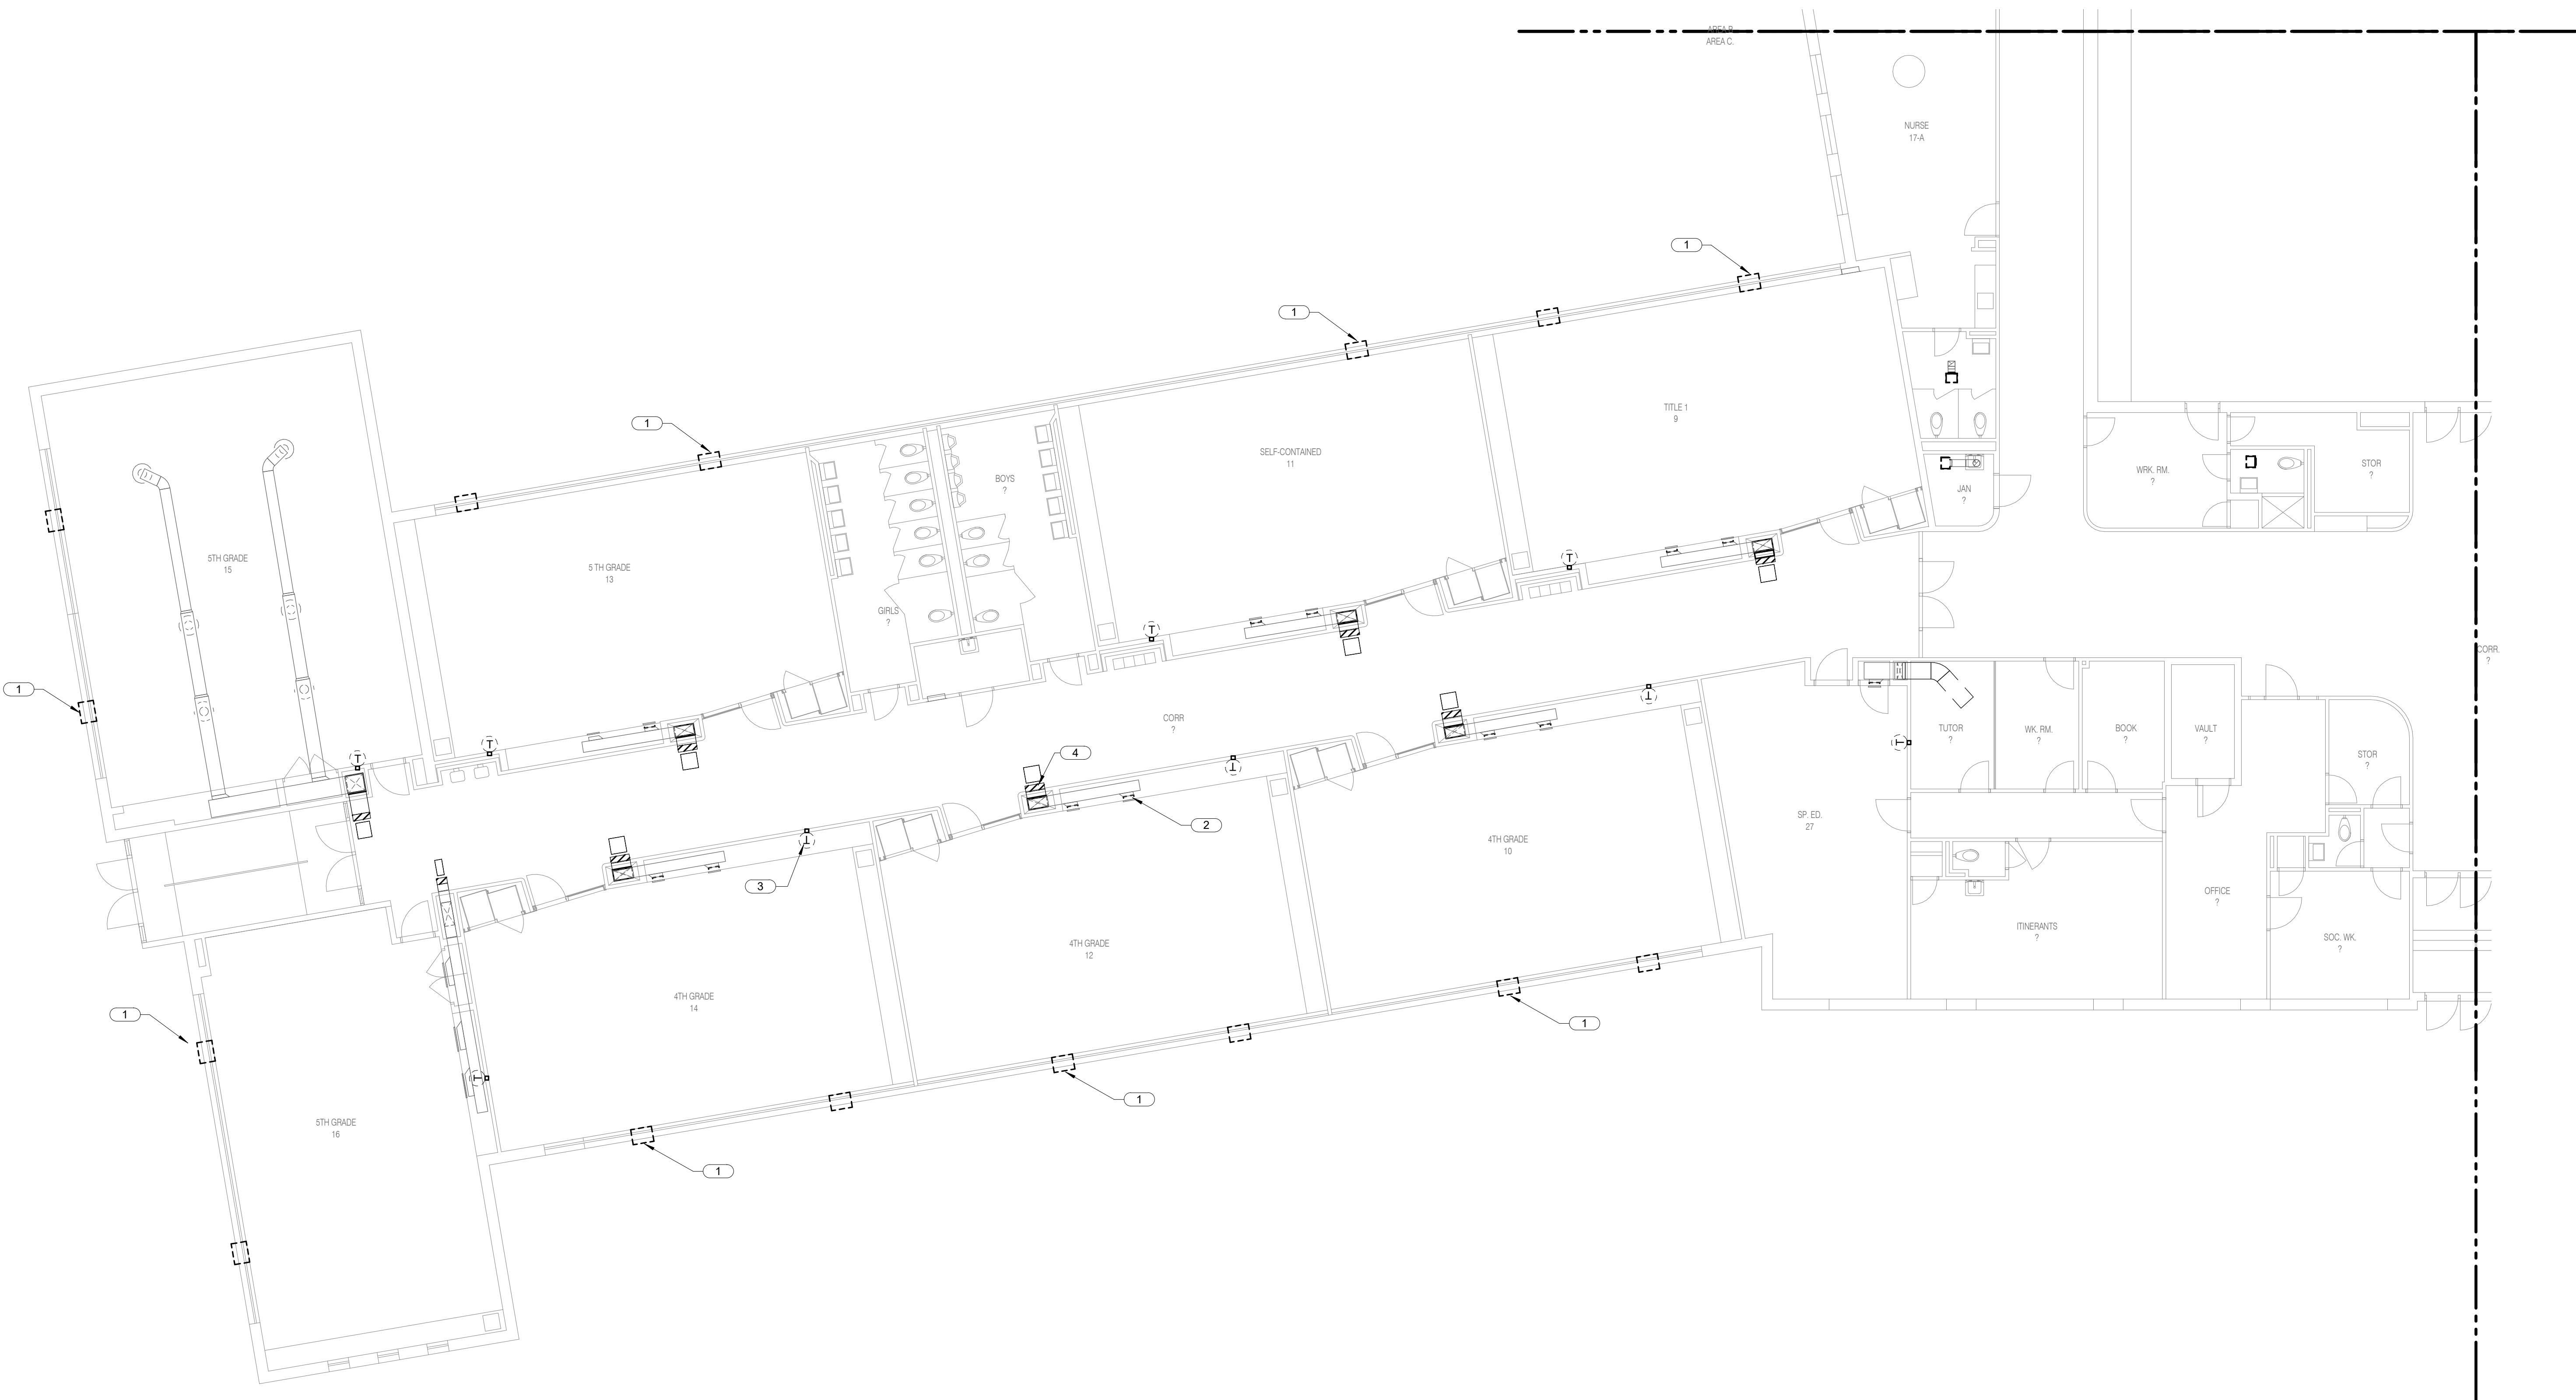 AREA B
AREA C.
NURSE
17-A
1
1
1
TITLE 1
9
SELF-CONTAINED
11
BOYS
?
WRK. RM.
?
STOR
?
JAN
?
5TH GRADE
15
5 TH GRADE
13
GIRLS
?
T
T
T
T
CORR.
?
1
CORR
?
TUTOR
?
WK. RM.
?
BOOK
?
VAULT
?
STOR
?
T
T
T
4
2
3
T
SP. ED.
27
4TH GRADE
10
OFFICE
?
ITINERANTS
?
SOC. WK.
?
4TH GRADE
12
4TH GRADE
14
1
1
T
1
5TH GRADE
16
1